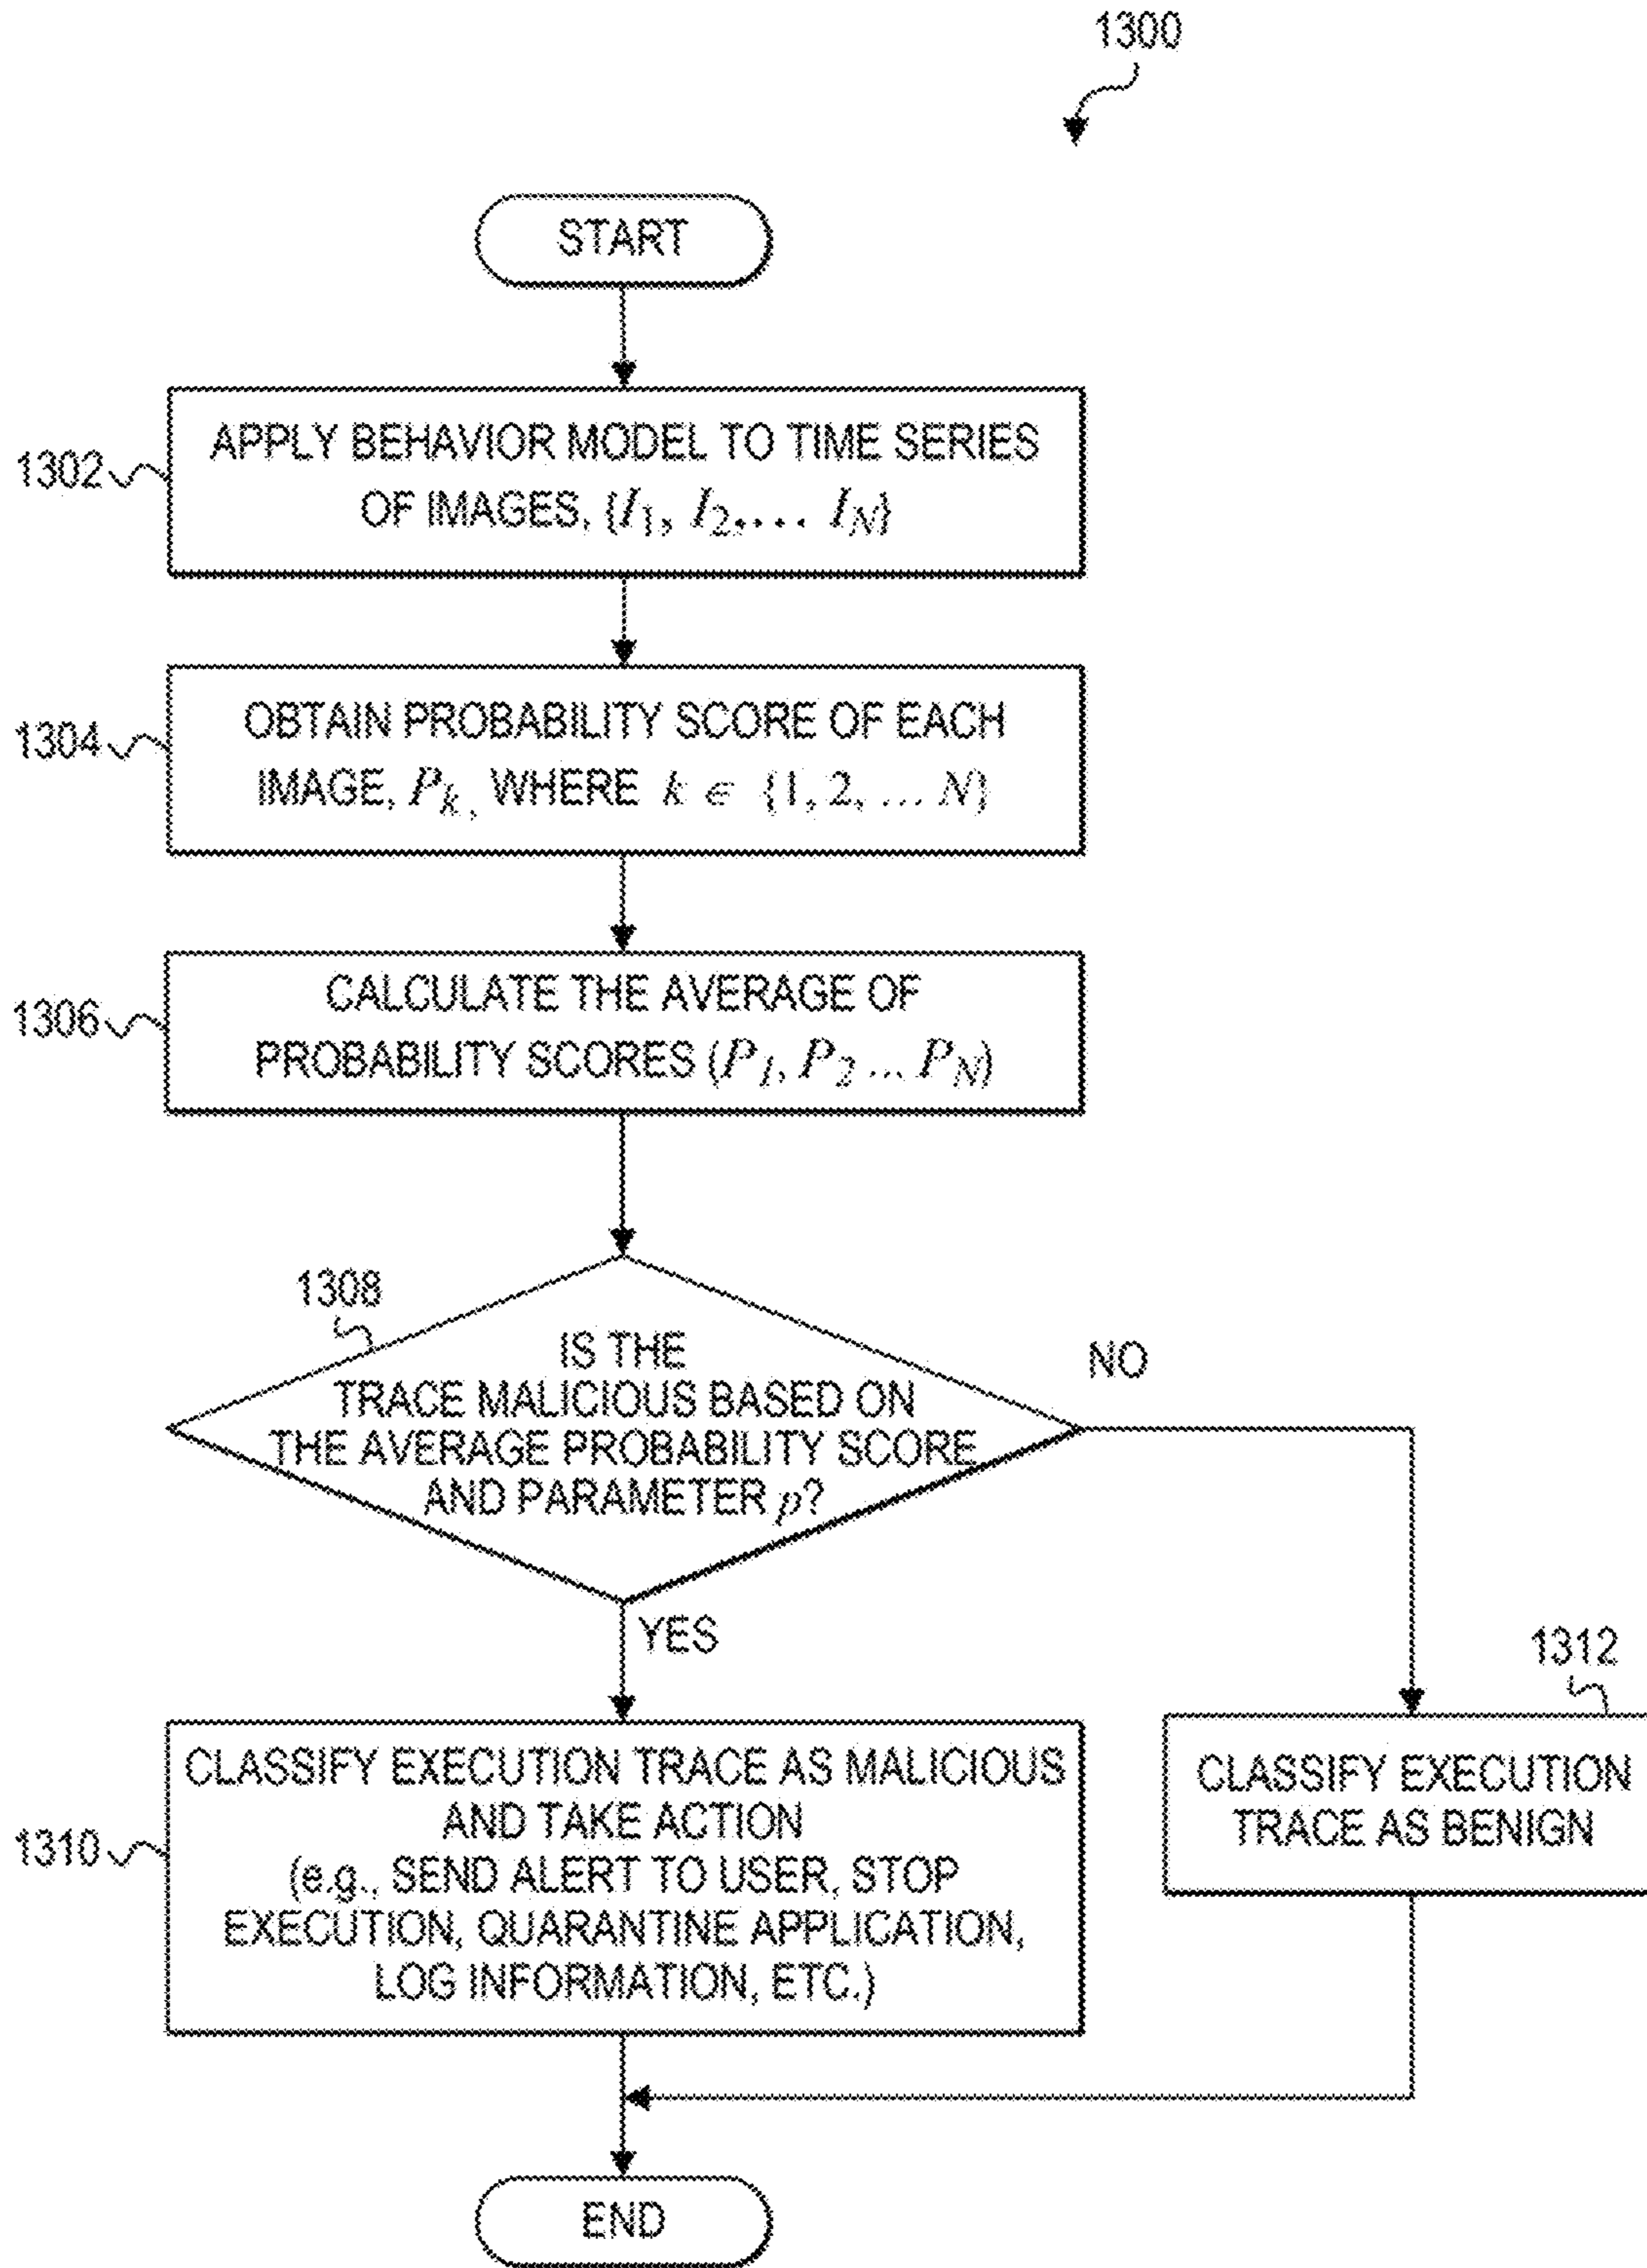 1300
START
1302
APPLY BEHAVIOR MODEL TO TIME SERIES
OF IMAGES, {I₁, I₂,... I_N}
1304
OBTAIN PROBABILITY SCORE OF EACH
IMAGE, P_k, WHERE k ∈ {1, 2, ... N}
1306
CALCULATE THE AVERAGE OF
PROBABILITY SCORES (P₁, P₂ ... P_N)
1308
IS THE
TRACE MALICIOUS BASED ON
THE AVERAGE PROBABILITY SCORE
AND PARAMETER p?
NO
YES
1310
CLASSIFY EXECUTION TRACE AS MALICIOUS
AND TAKE ACTION
(e.g., SEND ALERT TO USER, STOP
EXECUTION, QUARANTINE APPLICATION,
LOG INFORMATION, ETC.)
1312
CLASSIFY EXECUTION
TRACE AS BENIGN
END